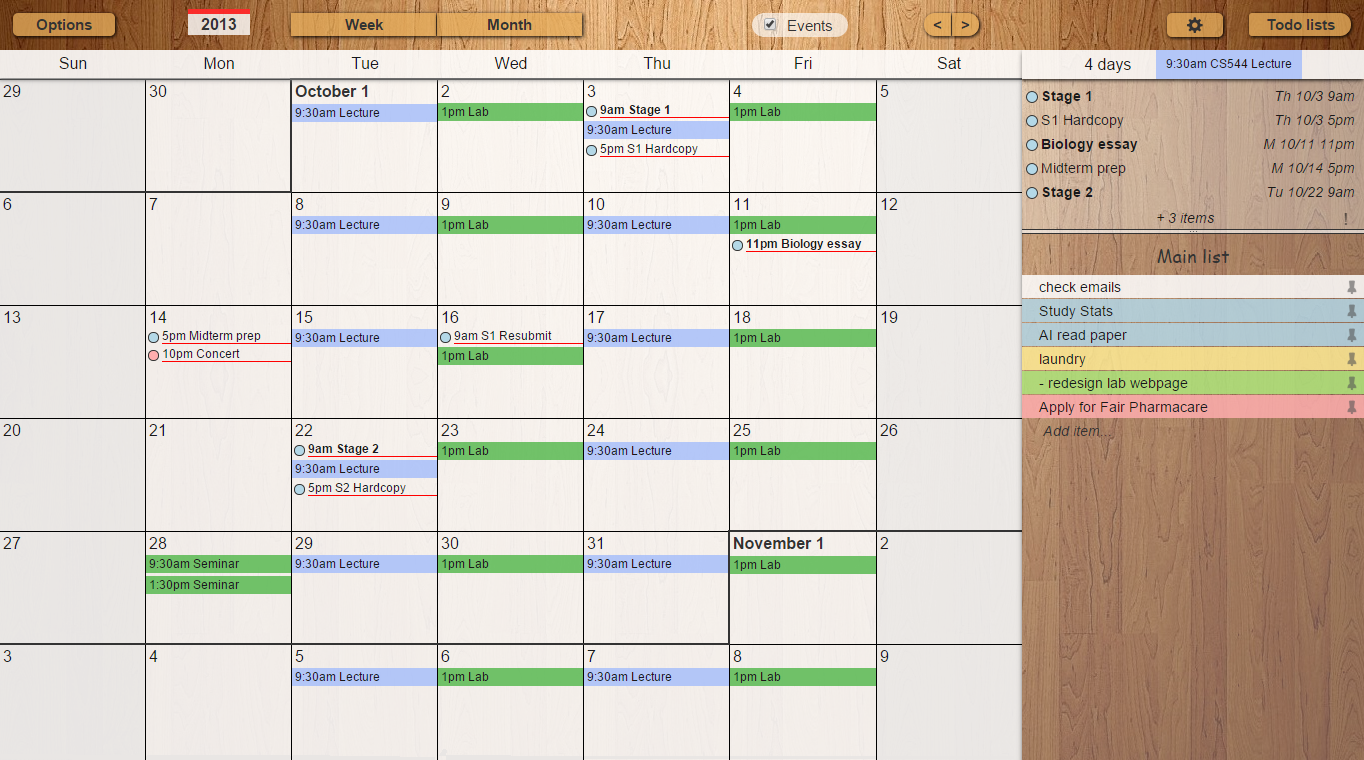 Options 2013 Week Month Events < > Todo lists
Sun Mon Tue Wed Thu Fri Sat 4 days 9:30am CS544 Lecture
29 30 October 1 2 3 4 5
9:30am Lecture 1pm Lab 9am Stage 1 1pm Lab
9:30am Lecture
5pm S1 Hardcopy
6 7 8 9 10 11 12
9:30am Lecture 1pm Lab 9:30am Lecture 1pm Lab
11pm Biology essay
13 14 15 16 17 18 19
5pm Midterm prep 9:30am Lecture 9am S1 Resubmit 9:30am Lecture 1pm Lab
10pm Concert 1pm Lab
20 21 22 23 24 25 26
9am Stage 2 1pm Lab 9:30am Lecture 1pm Lab
9:30am Lecture
5pm S2 Hardcopy
27 28 29 30 31 November 1 2
9:30am Seminar 9:30am Lecture 1pm Lab 9:30am Lecture 1pm Lab
1:30pm Seminar
3 4 5 6 7 8 9
9:30am Lecture 1pm Lab 9:30am Lecture 1pm Lab
Stage 1 Th 10/3 9am
S1 Hardcopy Th 10/3 5pm
Biology essay M 10/11 11pm
Midterm prep M 10/14 5pm
Stage 2 Tu 10/22 9am
+ 3 items !
Main list
check emails
Study Stats
AI read paper
laundry
- redesign lab webpage
Apply for Fair Pharmacare
Add item...